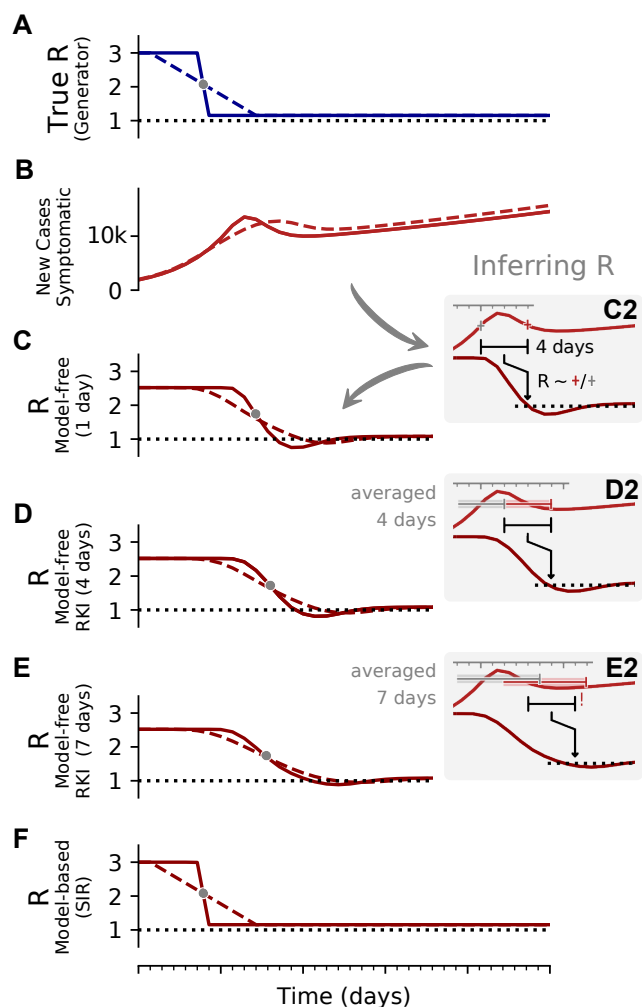 A
True R
(Generator)
3
2
1
B
New Cases
Symptomatic
10k
0
Inferring R
C2
4 days
R ~ +/+
C
R
Model-free
(1 day)
3
2
1
averaged
4 days
D2
D
R
Model-free
RKI (4 days)
3
2
1
averaged
7 days
E2
!
E
R
Model-free
RKI (7 days)
3
2
1
F
R
Model-based
(SIR)
3
2
1
Time (days)